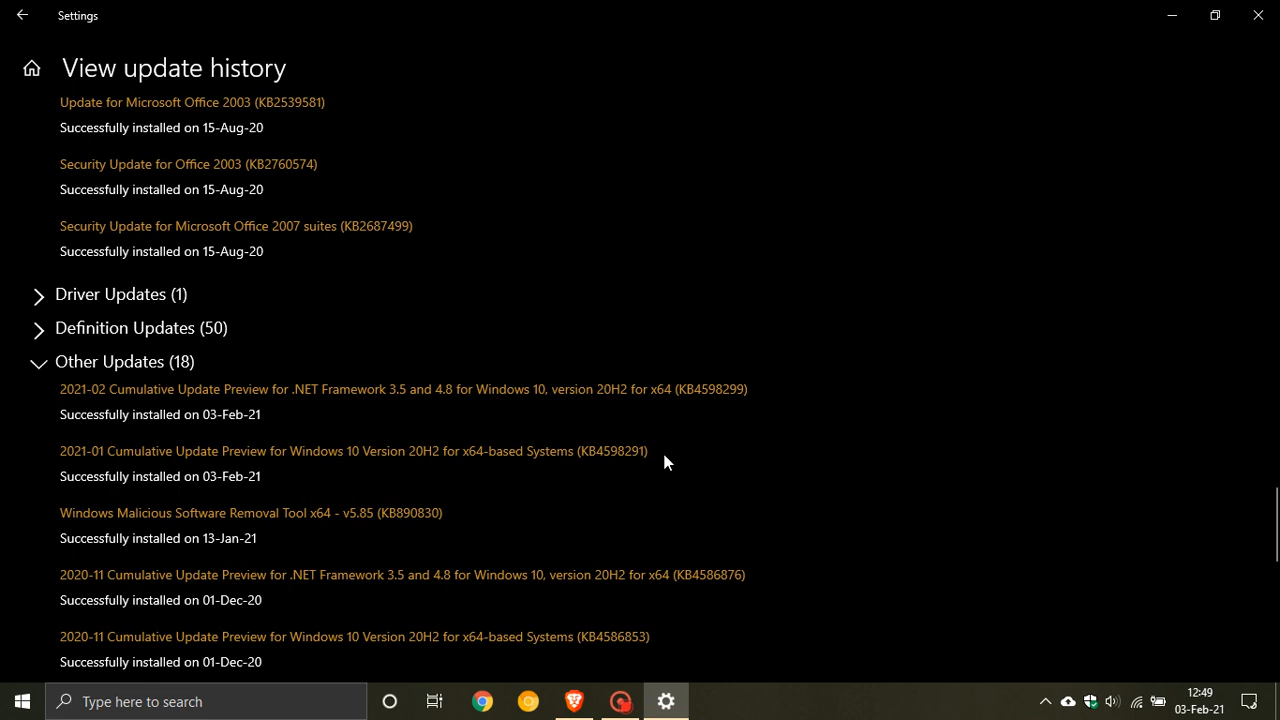 Settings
View update history
Update for Microsoft Office 2003 (KB2539581)
Successfully installed on 15-Aug-20
Security Update for Office 2003 (KB2760574)
Successfully installed on 15-Aug-20
Security Update for Microsoft Office 2007 suites (KB2687499)
Successfully installed on 15-Aug-20
Driver Updates (1)
Definition Updates (50)
Other Updates (18)
2021-02 Cumulative Update Preview for .NET Framework 3.5 and 4.8 for Windows 10, version 20H2 for x64 (KB4598299)
Successfully installed on 03-Feb-21
2021-01 Cumulative Update Preview for Windows 10 Version 20H2 for x64-based Systems (KB4598291)
Successfully installed on 03-Feb-21
Windows Malicious Software Removal Tool x64 - v5.85 (KB890830)
Successfully installed on 13-Jan-21
2020-11 Cumulative Update Preview for .NET Framework 3.5 and 4.8 for Windows 10, version 20H2 for x64 (KB4586876)
Successfully installed on 01-Dec-20
2020-11 Cumulative Update Preview for Windows 10 Version 20H2 for x64-based Systems (KB4586853)
Successfully installed on 01-Dec-20
Type here to search
12:49
03-Feb-21